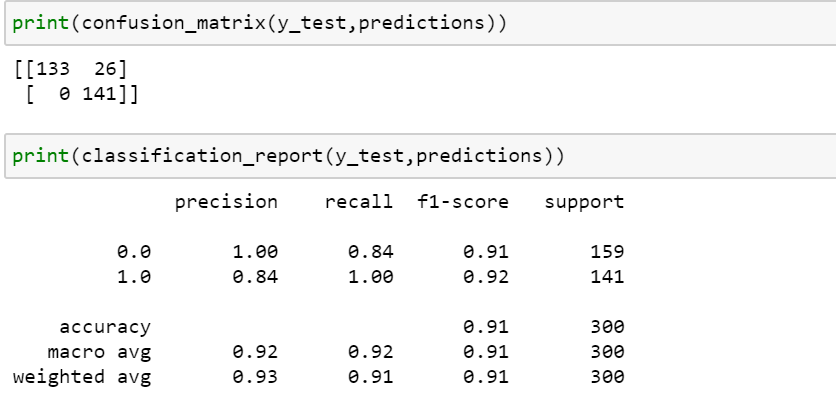 print(confusion_matrix(y_test,predictions))
[[133  26]
 [  0 141]]
print(classification_report(y_test,predictions))
              precision    recall  f1-score   support

         0.0       1.00      0.84      0.91       159
         1.0       0.84      1.00      0.92       141

    accuracy                           0.91       300
   macro avg       0.92      0.92      0.91       300
weighted avg       0.93      0.91      0.91       300